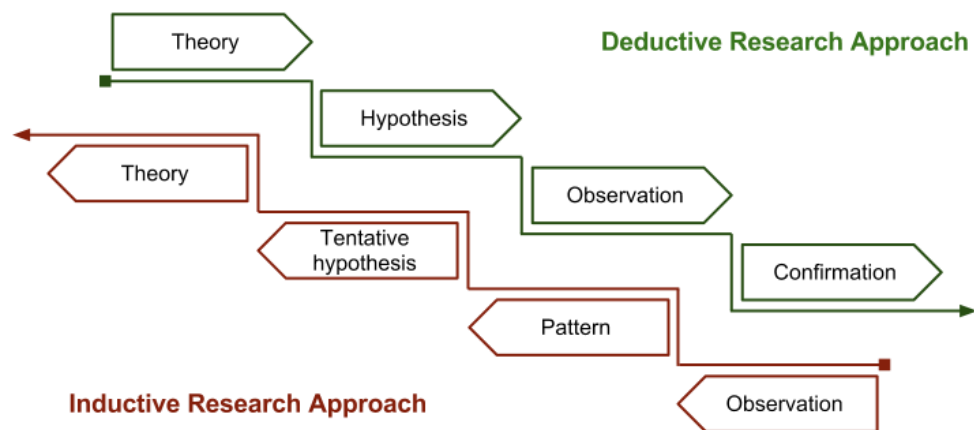 Theory
Deductive Research Approach
Hypothesis
Theory
Observation
Tentative
hypothesis
Confirmation
Pattern
Inductive Research Approach
Observation